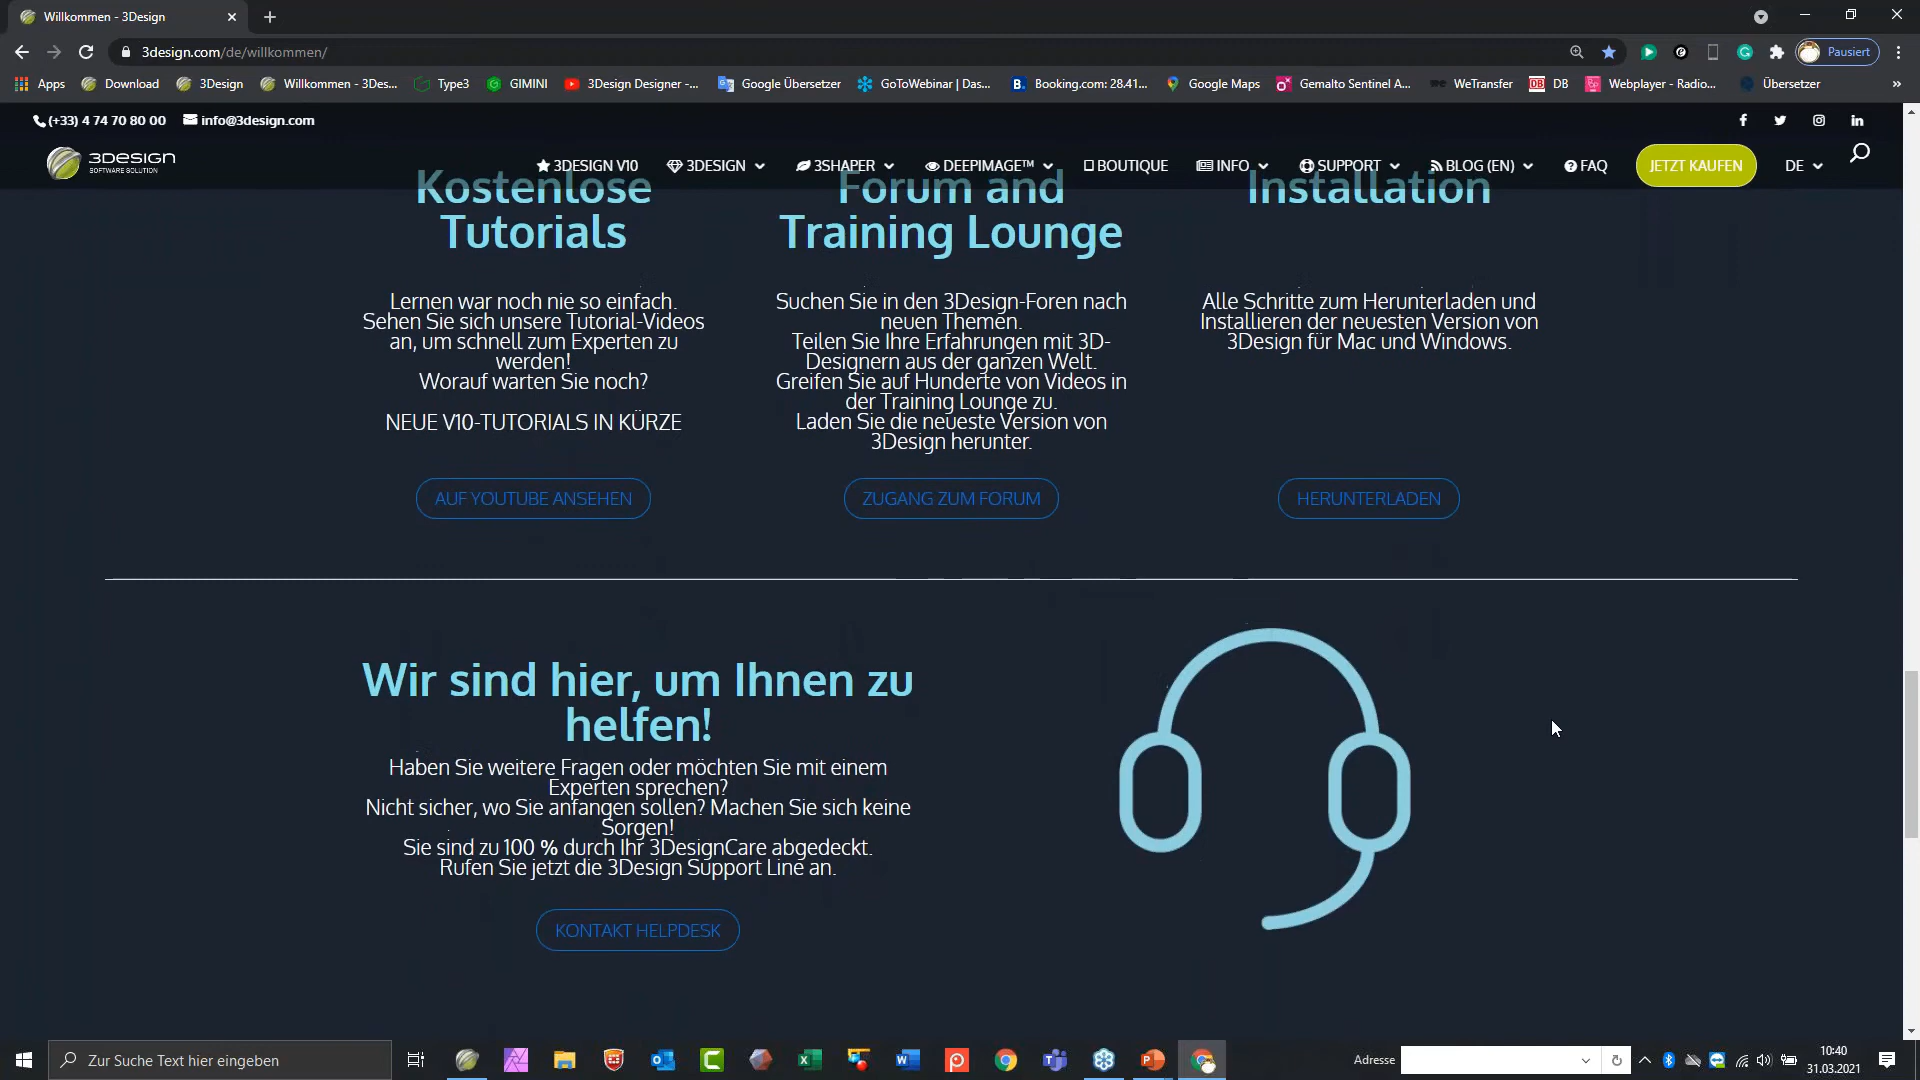 Willkommen - 3Design
3design.com/de/willkommen/
Pausiert
Apps Download 3Design Willkommen - 3Des... Type3 GIMINI 3Design Designer -... Google Übersetzer GoToWebinar | Das... Booking.com: 28.41... Google Maps Gemalto Sentinel A... WeTransfer DB Webplayer - Radio... Übersetzer »
(+33) 4 74 70 80 00 info@3design.com
3DESIGN
SOFTWARE SOLUTION
3DESIGN V10 3DESIGN 3SHAPER DEEPIMAGE™ BOUTIQUE INFO SUPPORT BLOG (EN) FAQ JETZT KAUFEN DE
Kostenlose
Tutorials
Lernen war noch nie so einfach.
Sehen Sie sich unsere Tutorial-Videos
an, um schnell zum Experten zu
werden!
Worauf warten Sie noch?
NEUE V10-TUTORIALS IN KÜRZE
AUF YOUTUBE ANSEHEN
Forum and
Training Lounge
Suchen Sie in den 3Design-Foren nach
neuen Themen.
Teilen Sie Ihre Erfahrungen mit 3D-
Designern aus der ganzen Welt.
Greifen Sie auf Hunderte von Videos in
der Training Lounge zu.
Laden Sie die neueste Version von
3Design herunter.
ZUGANG ZUM FORUM
Installation
Alle Schritte zum Herunterladen und
Installieren der neuesten Version von
3Design für Mac und Windows.
HERUNTERLADEN
Wir sind hier, um Ihnen zu
helfen!
Haben Sie weitere Fragen oder möchten Sie mit einem
Experten sprechen?
Nicht sicher, wo Sie anfangen sollen? Machen Sie sich keine
Sorgen!
Sie sind zu 100 % durch Ihr 3DesignCare abgedeckt.
Rufen Sie jetzt die 3Design Support Line an.
KONTAKT HELPDESK
Zur Suche Text hier eingeben
Adresse
10:40
31.03.2021